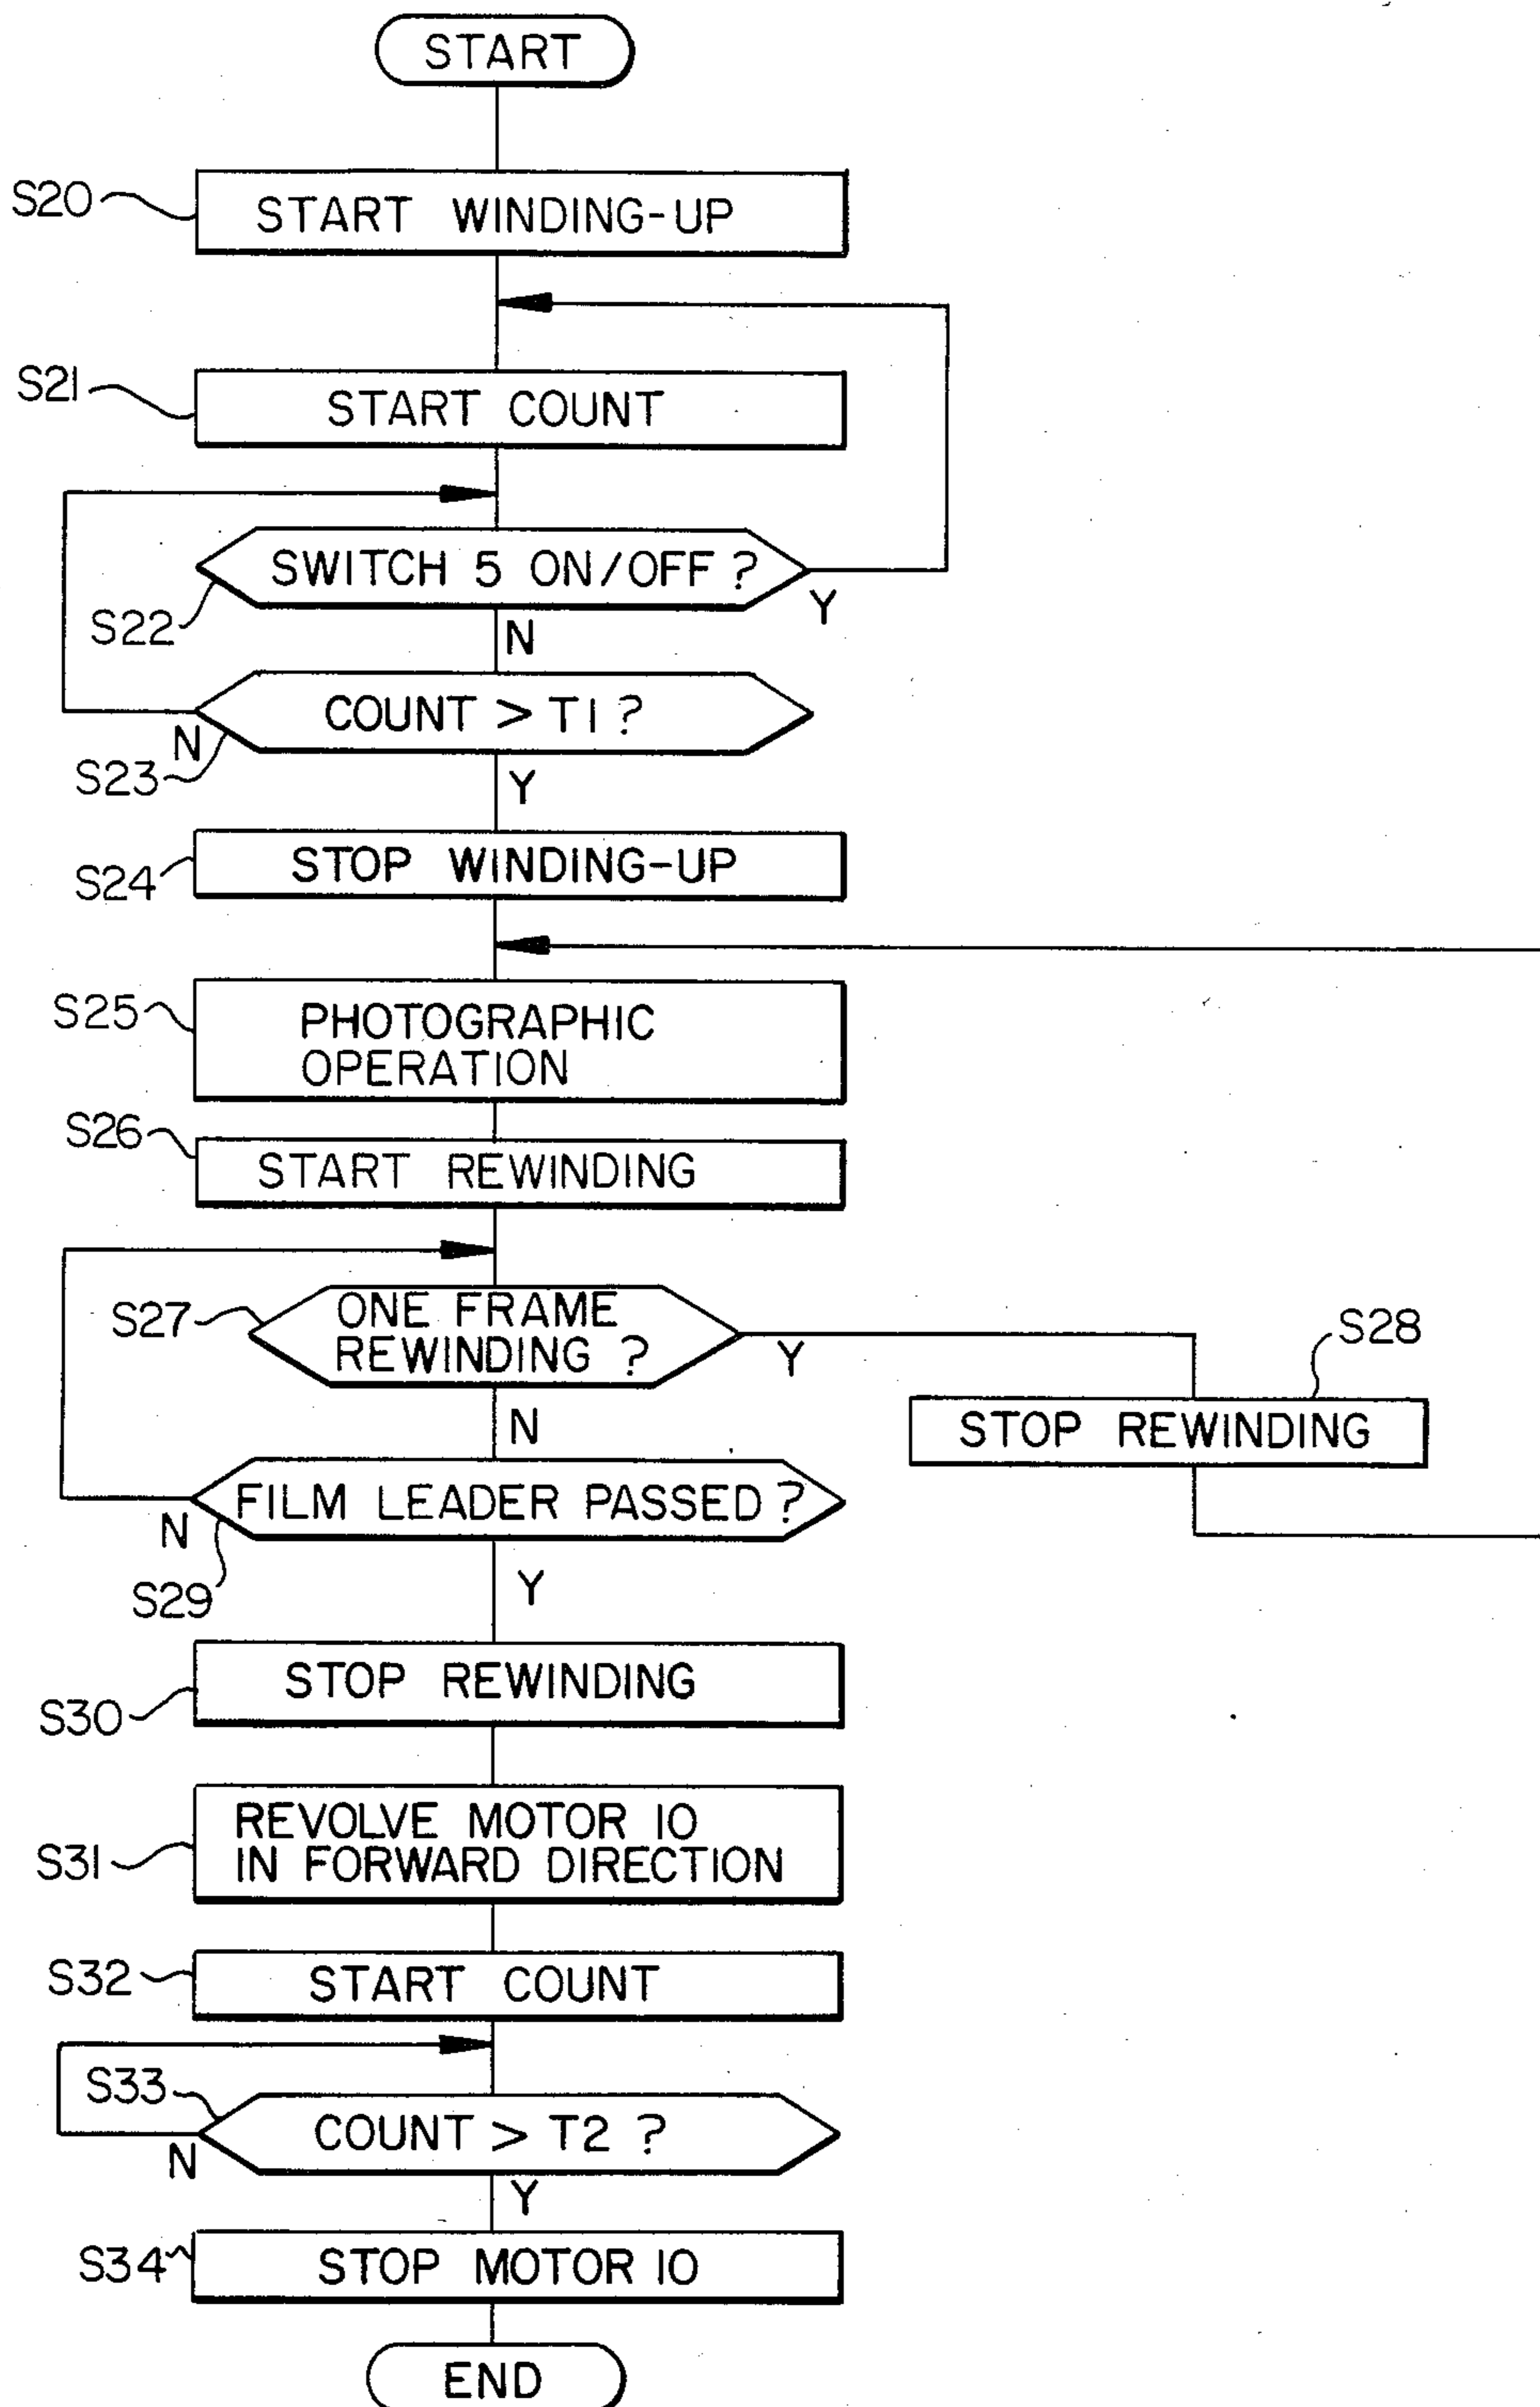 START
S20
START WINDING-UP
S21
START COUNT
SWITCH 5 ON/OFF ?
Y
S22
N
COUNT > T1 ?
N
S23
Y
STOP WINDING-UP
S24
S25
PHOTOGRAPHIC
OPERATION
S26
START REWINDING
S27
ONE FRAME
REWINDING ?
Y
S28
STOP REWINDING
N
FILM LEADER PASSED ?
N
S29
Y
STOP REWINDING
S30
REVOLVE MOTOR 10
IN FORWARD DIRECTION
S31
S32
START COUNT
S33
COUNT > T2 ?
N
Y
S34
STOP MOTOR 10
END